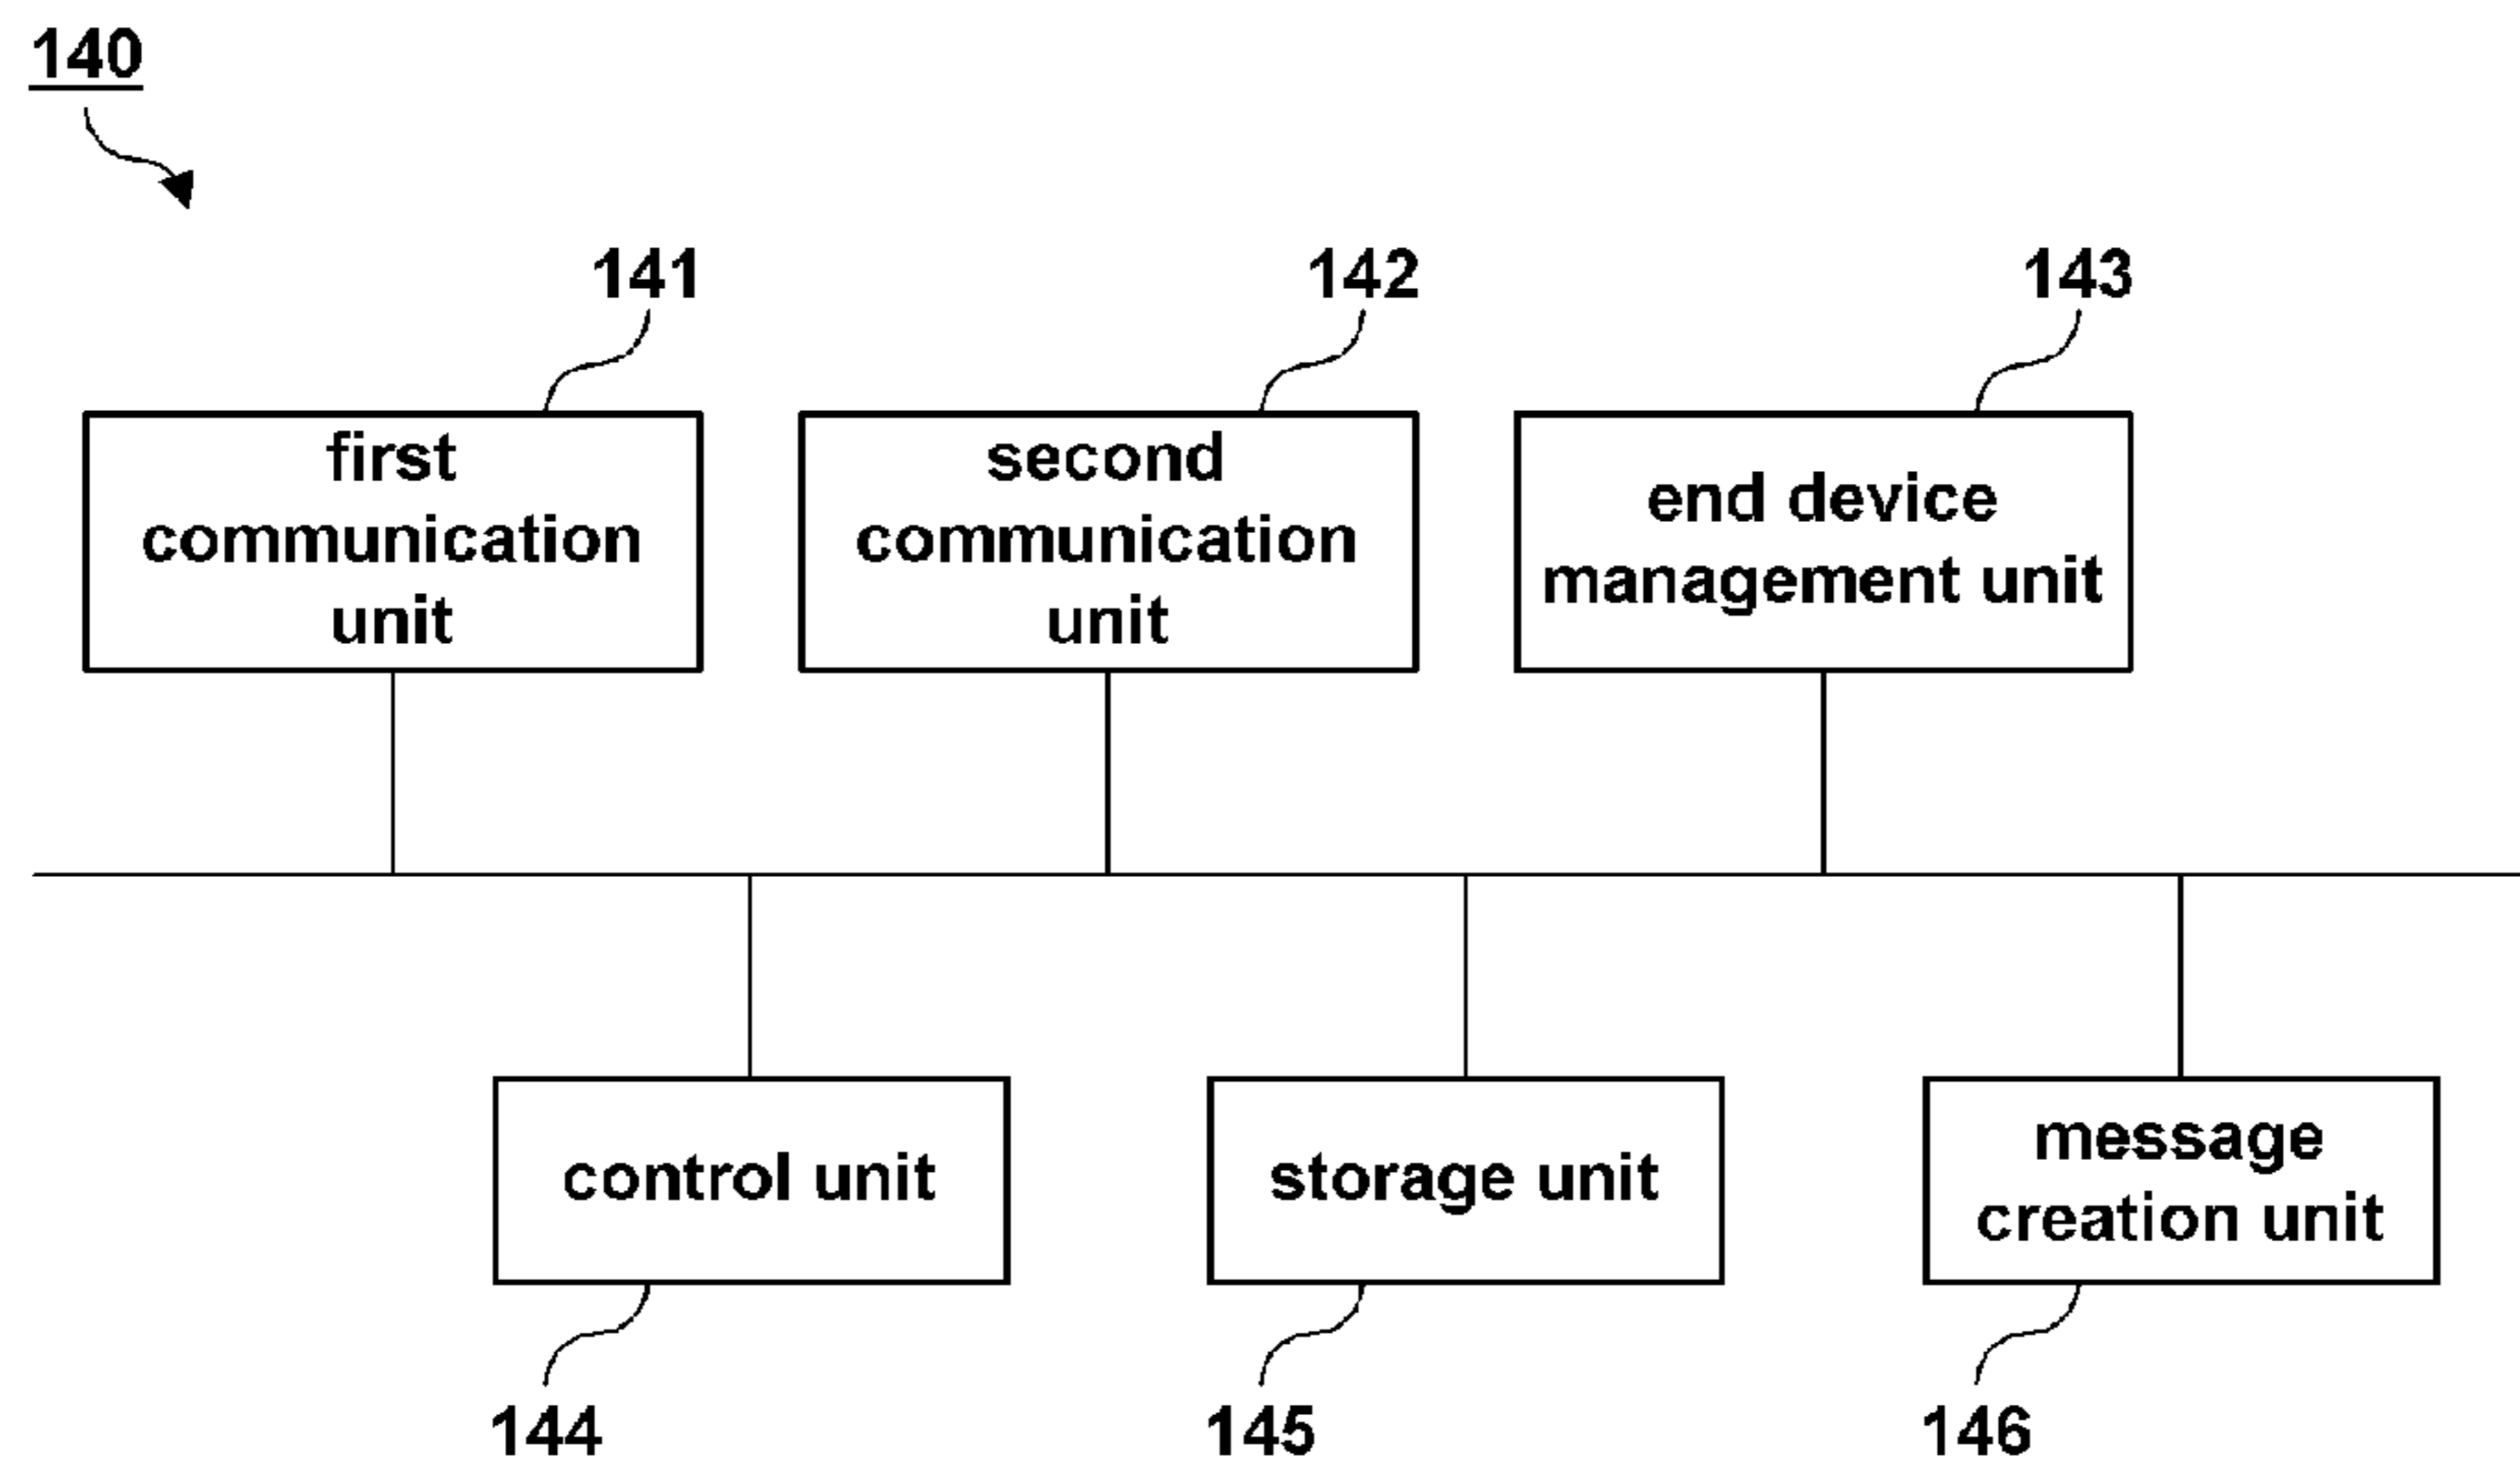 140
141
142
143
first
communication
unit
second
communication
unit
end device
management unit
control unit
storage unit
message
creation unit
144
145
146